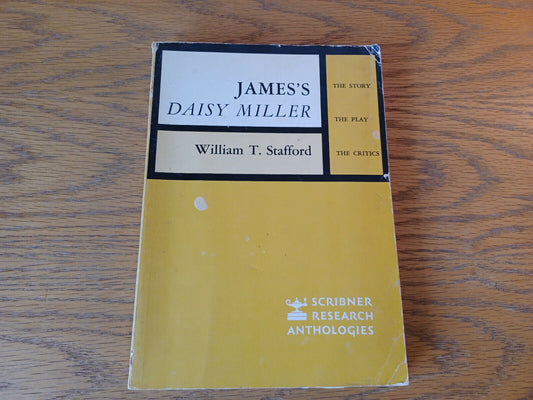 JAMES'S
DAISY MILLER
William T. Stafford
THE STORY
THE PLAY
THE CRITICS
SCRIBNER
RESEARCH
ANTHOLOGIES